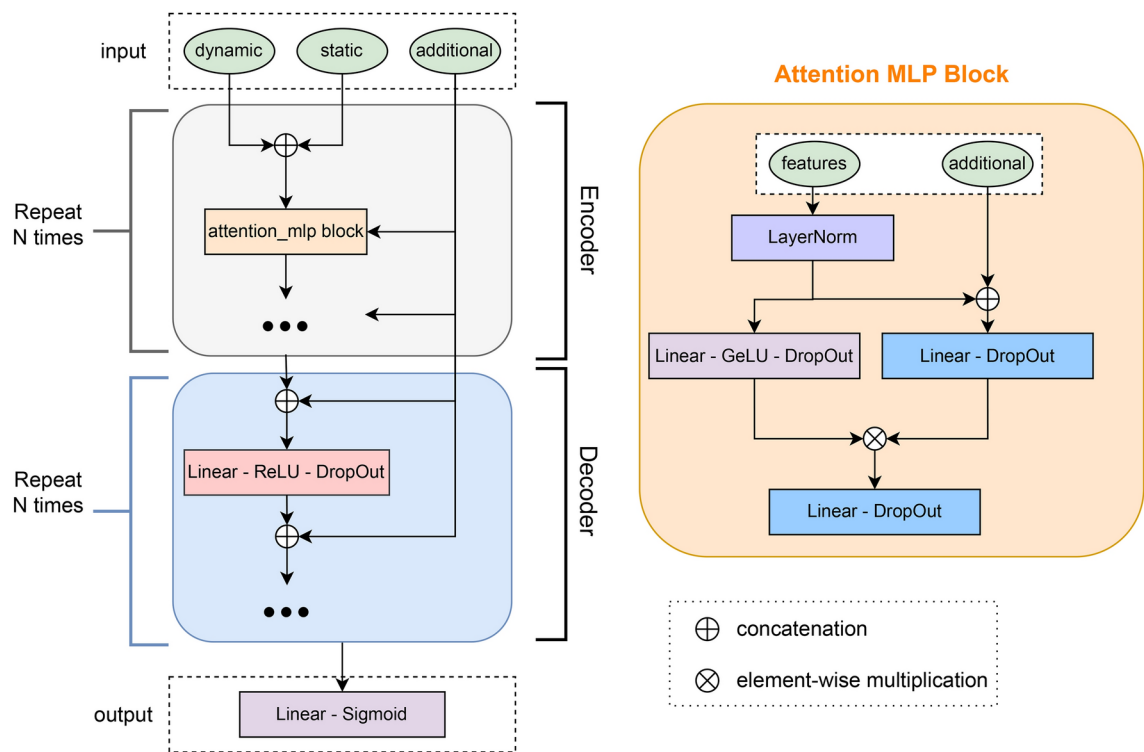 input
dynamic
static
additional
Repeat
N times
Encoder
attention_mlp block
Repeat
N times
Decoder
Linear - ReLU - DropOut
output
Linear - Sigmoid
Attention MLP Block
features
additional
LayerNorm
Linear - GeLU - DropOut
Linear - DropOut
Linear - DropOut
concatenation
element-wise multiplication